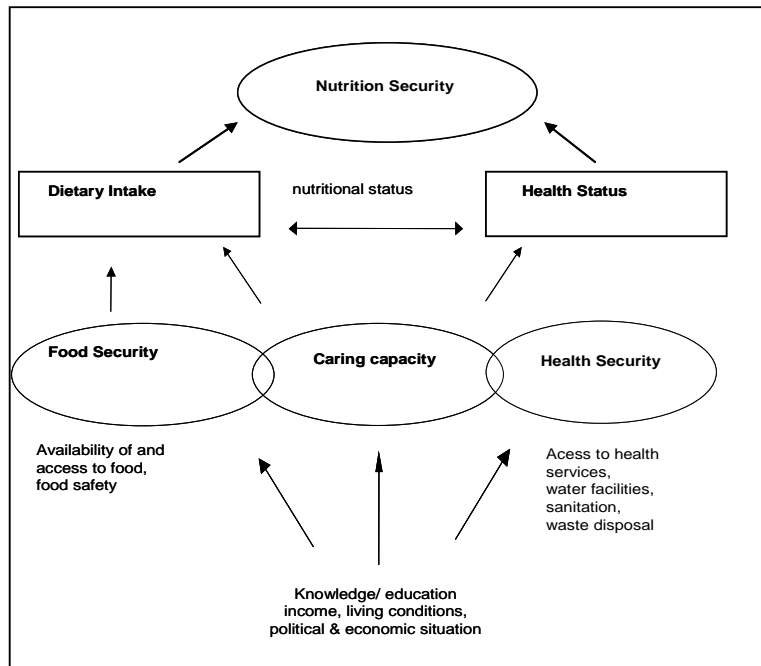 Nutrition Security
Dietary Intake
nutritional status
Health Status
Food Security
Caring capacity
Health Security
Availability of and
access to food,
food safety
Acess to health
services,
water facilities,
sanitation,
waste disposal
Knowledge/ education
income, living conditions,
political & economic situation